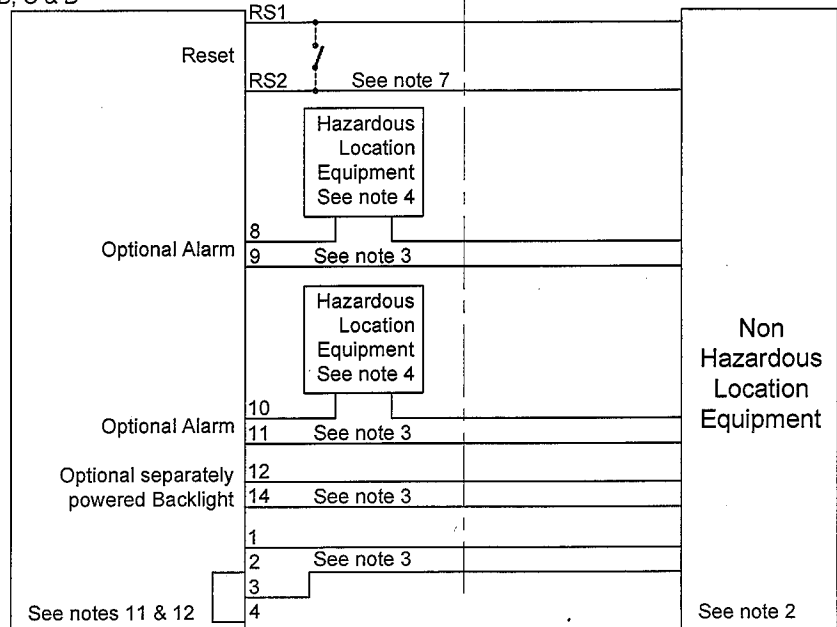 B, C & D
RS1
Reset
RS2 See note 7
Hazardous
Location
Equipment
See note 4
8
Optional Alarm
9 See note 3
Hazardous
Location
Equipment
See note 4
10
Optional Alarm
11 See note 3
Optional separately
powered Backlight
12
14 See note 3
1
2 See note 3
3
4
See notes 11 & 12
Non
Hazardous
Location
Equipment
See note 2